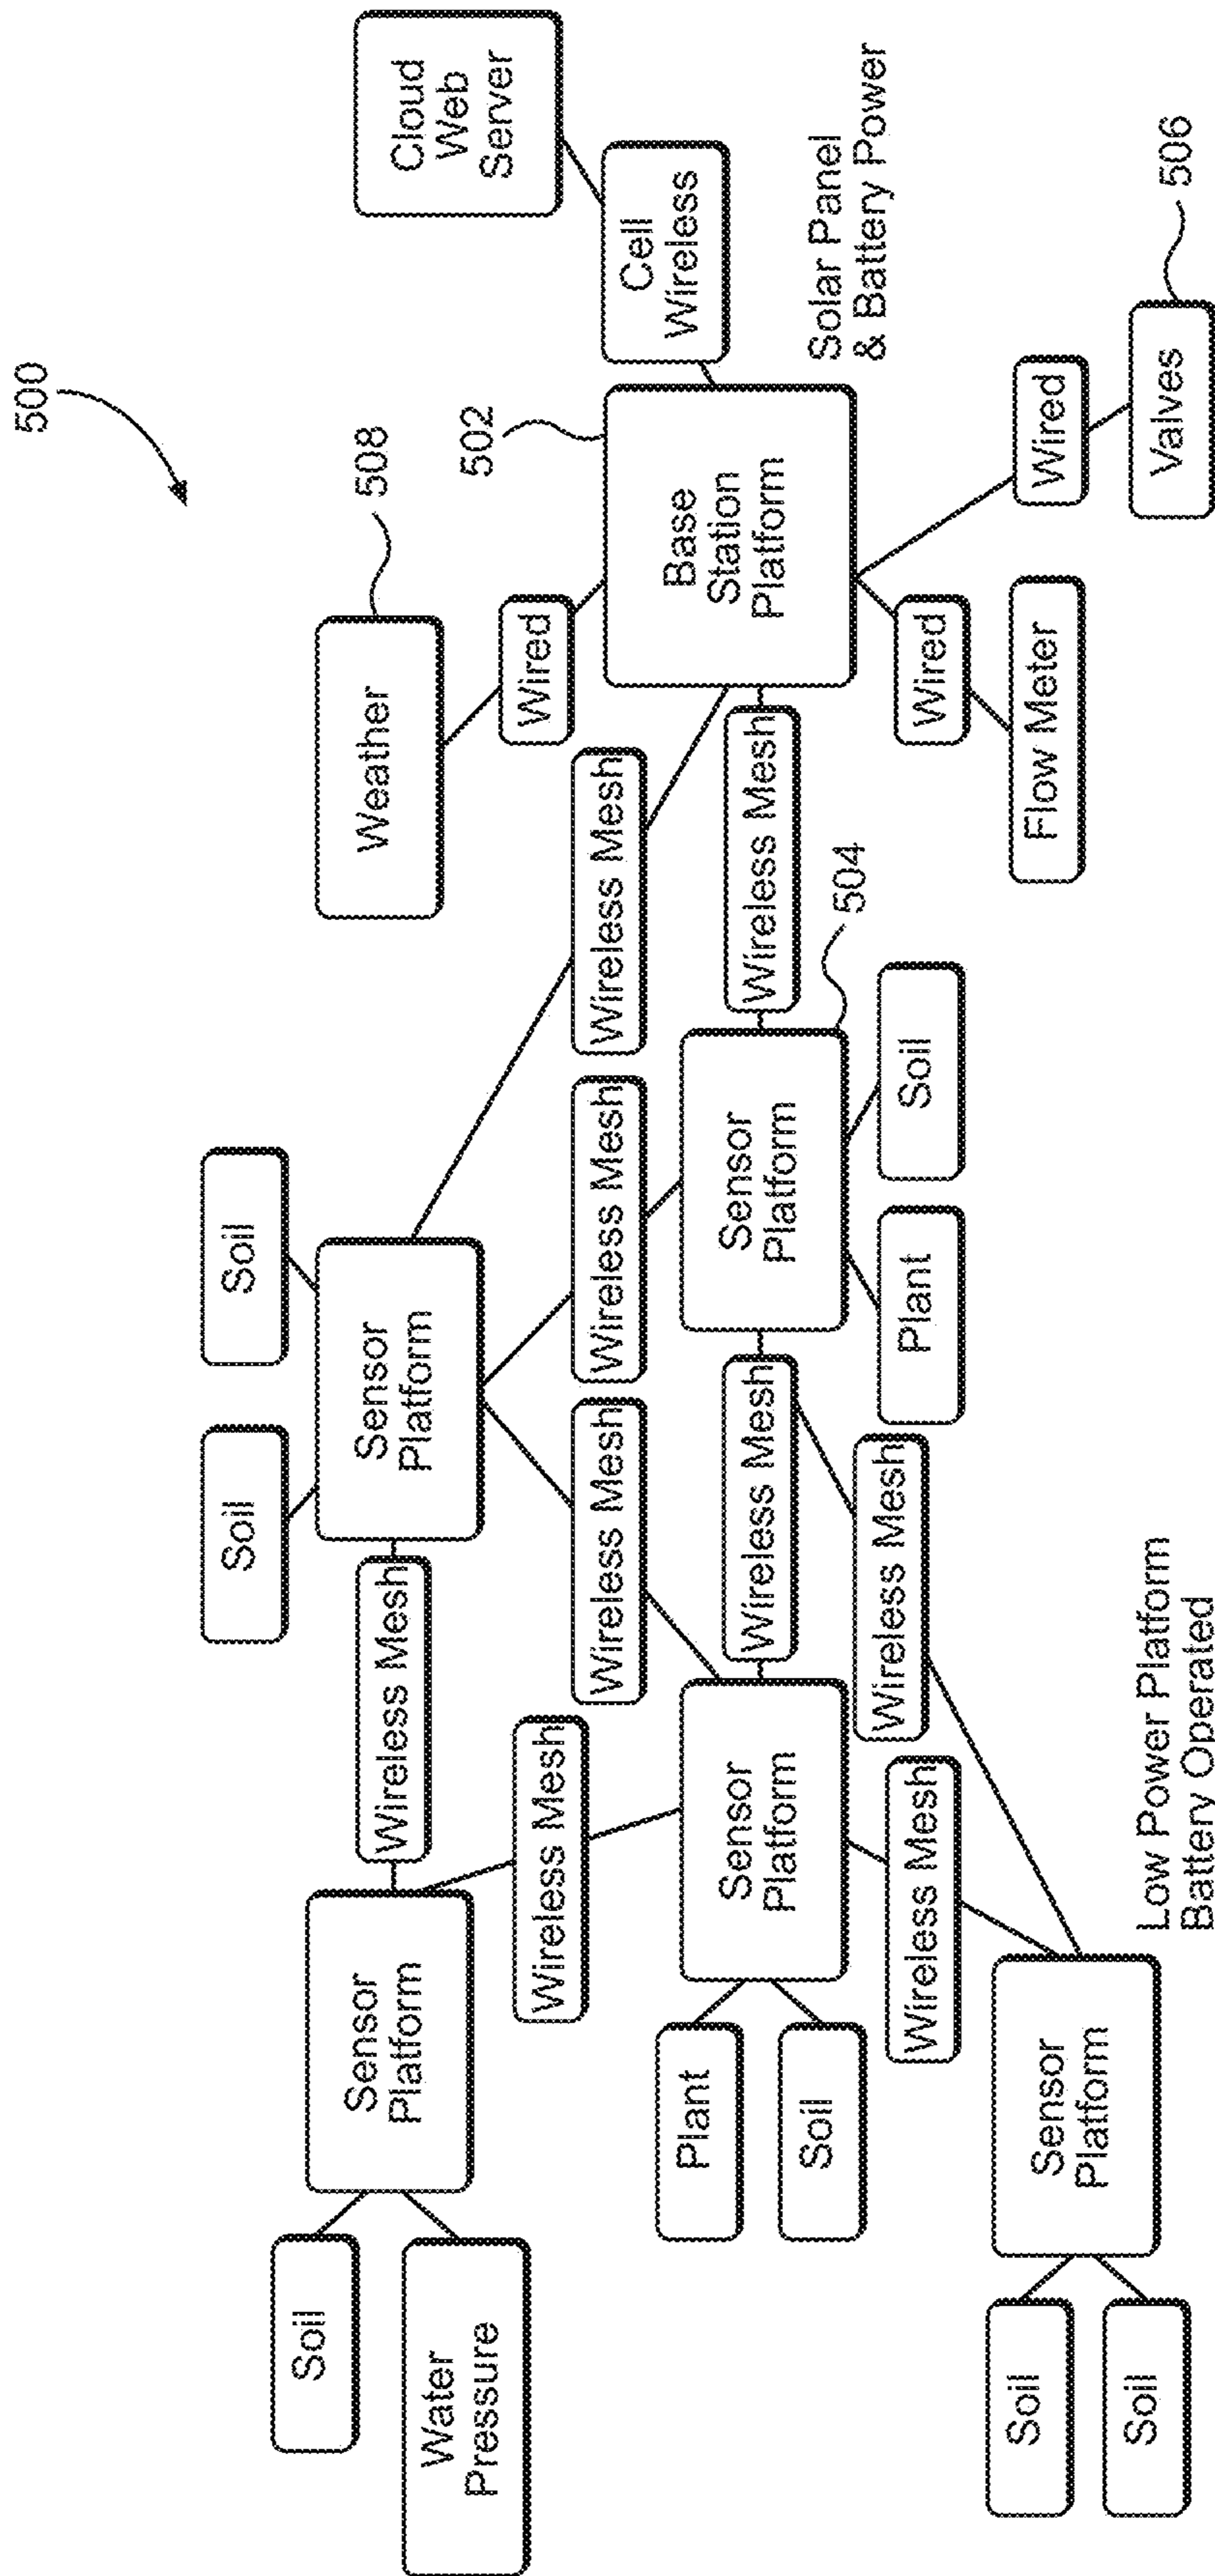 500
Cloud
Web
Server
Cell
Wireless
Solar Panel
& Battery Power
Weather
508
Wired
502
Base
Station
Platform
Wired
Flow Meter
Wired
Valves
506
Wireless Mesh
Wireless Mesh
Soil
Soil
Sensor
Platform
Wireless Mesh
Wireless Mesh
Sensor
Platform
504
Plant
Soil
Wireless Mesh
Wireless Mesh
Wireless Mesh
Sensor
Platform
Soil
Water
Pressure
Wireless Mesh
Sensor
Platform
Plant
Soil
Wireless Mesh
Wireless Mesh
Sensor
Platform
Soil
Soil
Low Power Platform
Battery Operated